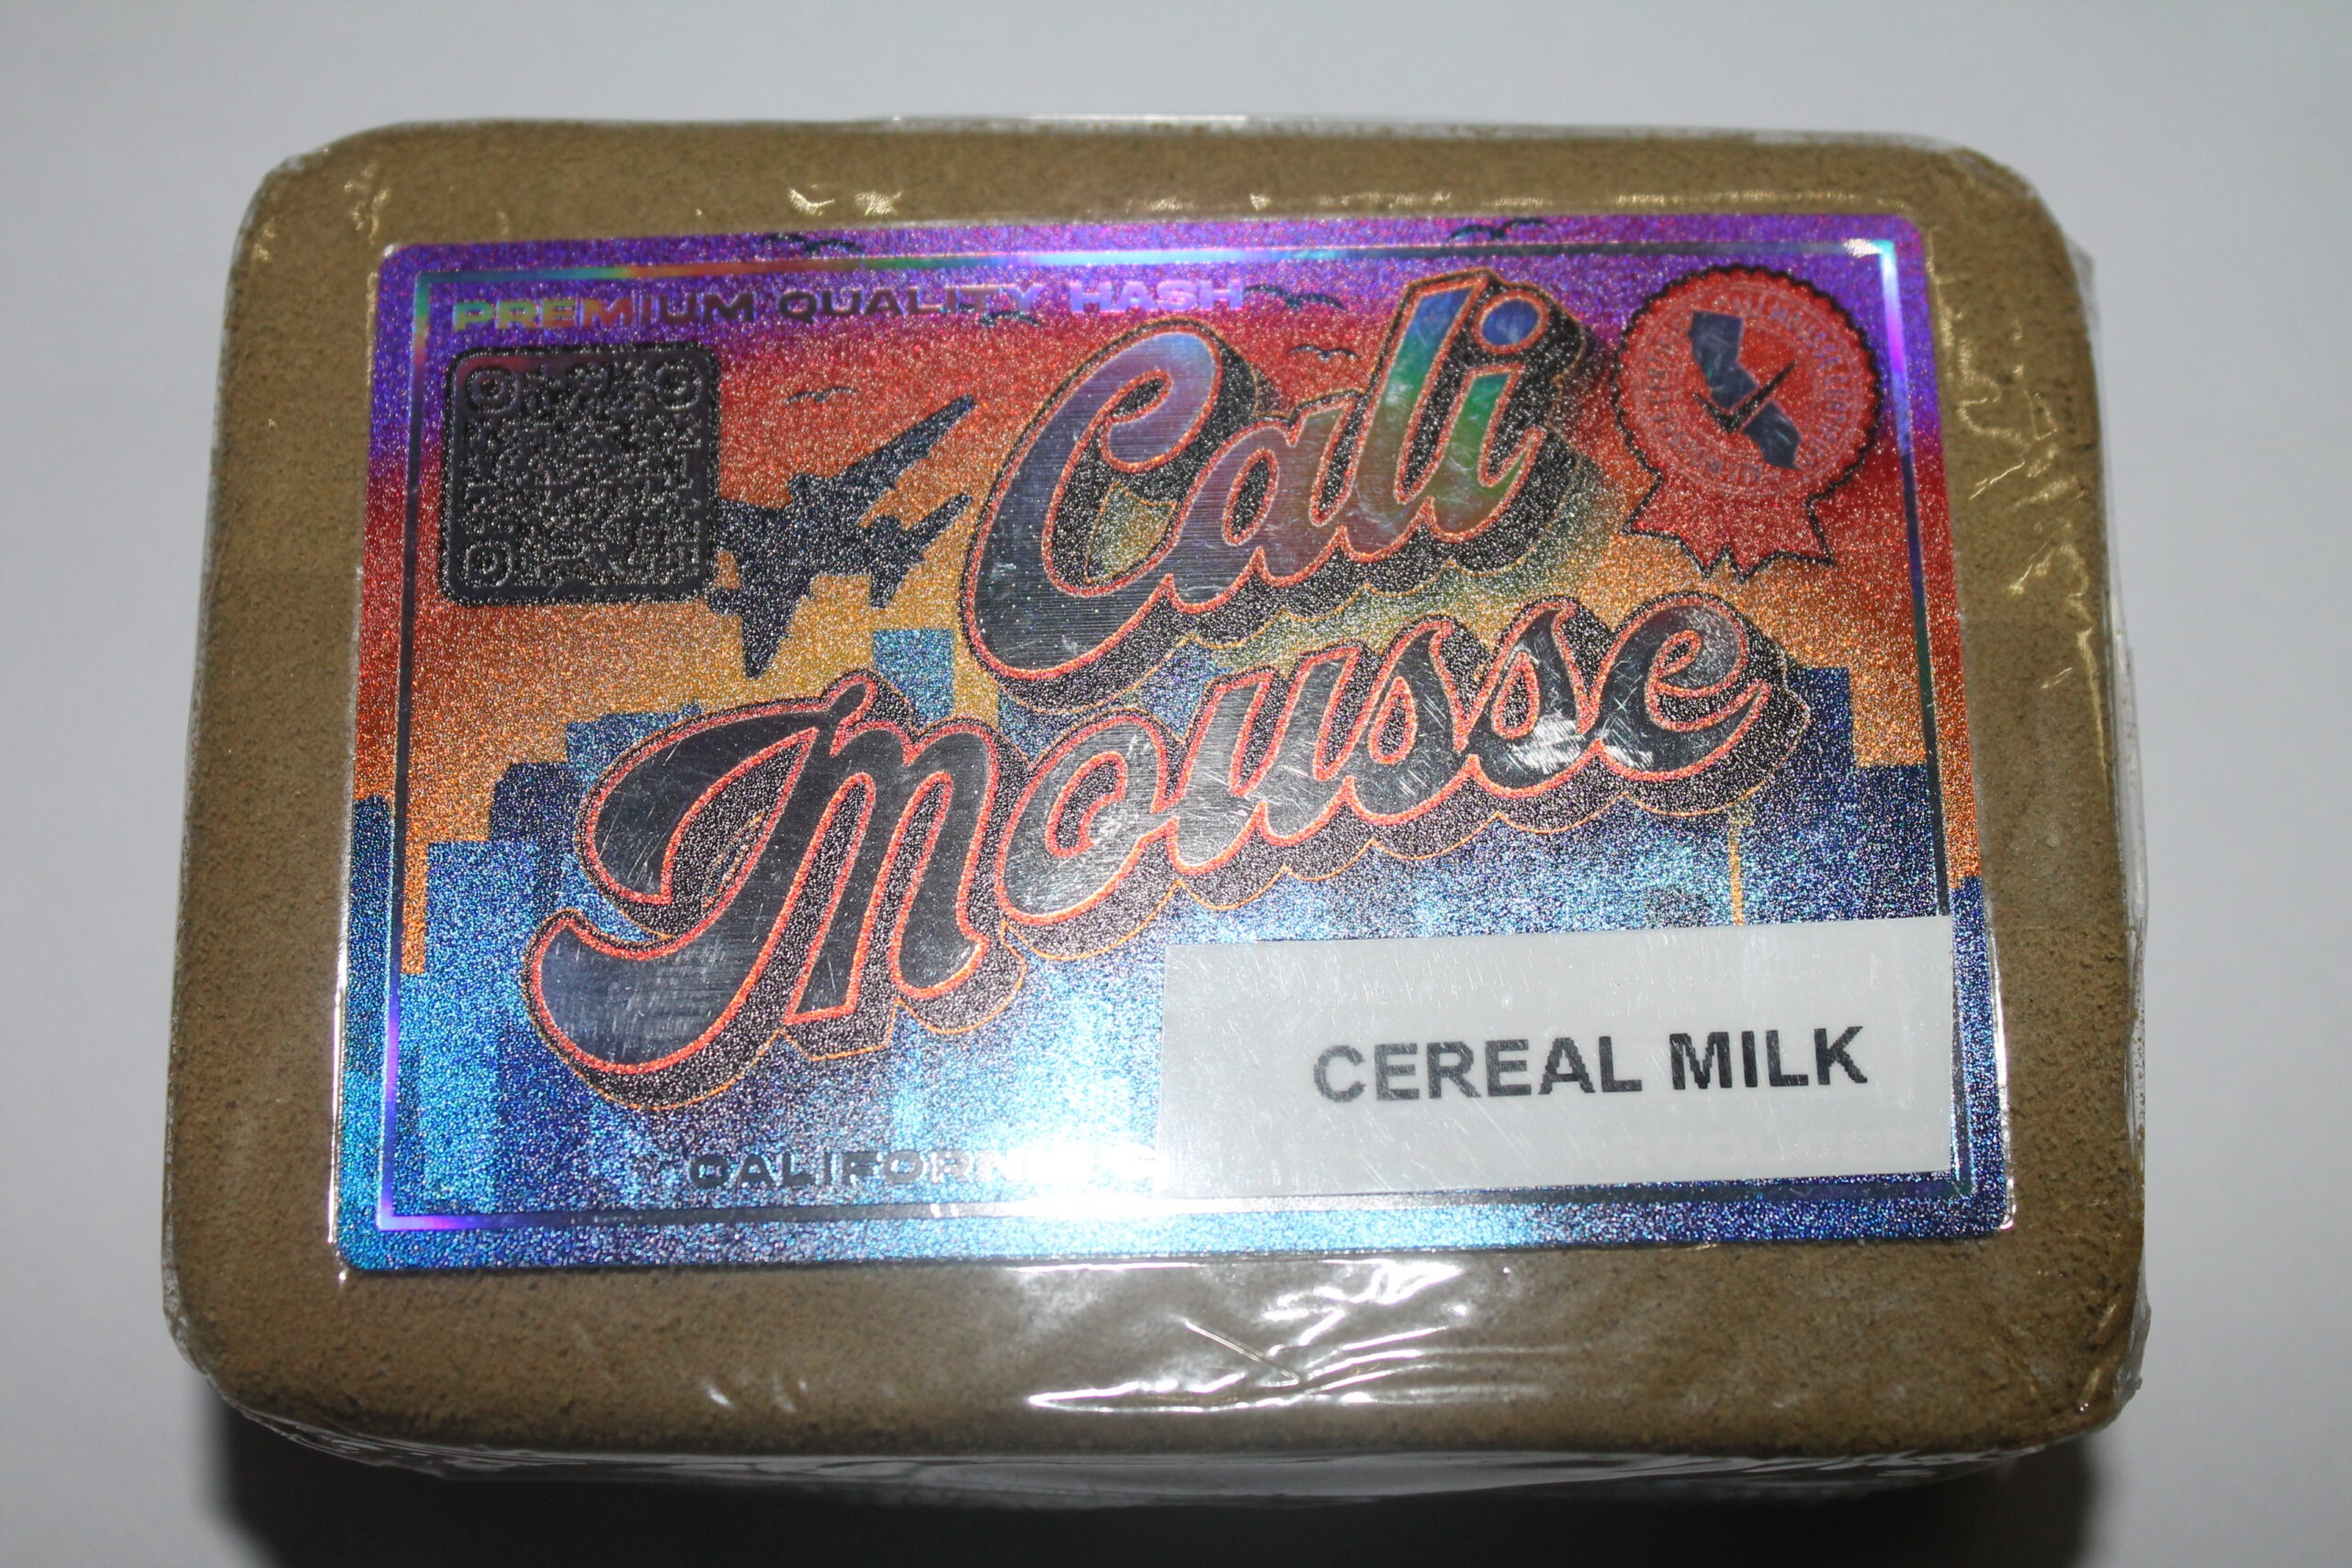 PREMIUM QUALITY HASH
Cali
Mousse
CEREAL MILK